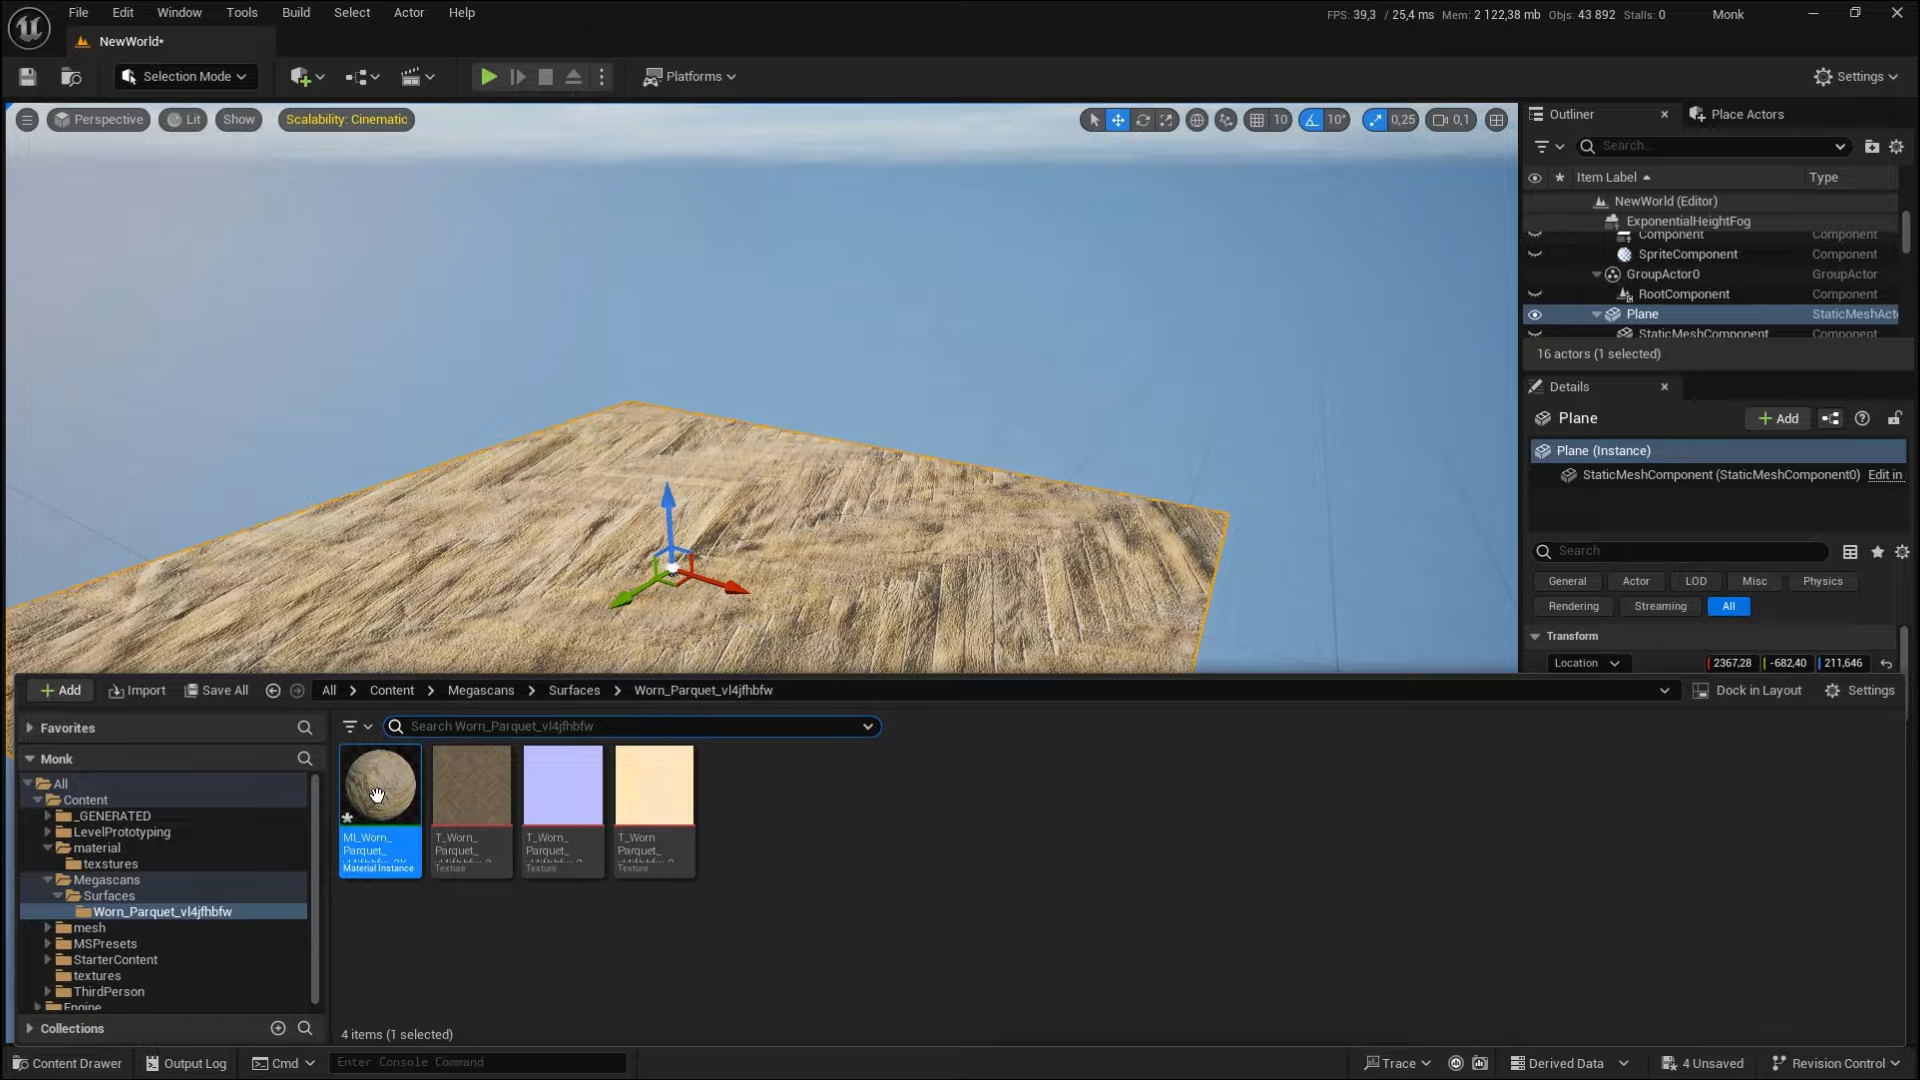 File Edit Window Tools Build Select Actor Help
FPS: 39,3 / 25,4 ms Mem: 2 122,38 mb Objs: 43 892 Stalls: 0 Monk
NewWorld*
Selection Mode
Platforms
Settings
Perspective Lit Show Scalability: Cinematic
10 10° 0,25 0,1
Outliner Place Actors
Search...
Item Label Type
NewWorld (Editor)
ExponentialHeightFog
Component Component
SpriteComponent Component
GroupActor0 GroupActor
RootComponent Component
Plane StaticMeshAct
StaticMeshComponent Component
16 actors (1 selected)
Details
Plane Add
Plane (Instance)
StaticMeshComponent (StaticMeshComponent0) Edit in
Search
General Actor LOD Misc Physics
Rendering Streaming All
Transform
Location 2367,28 -682,40 211,646
Add Import Save All All Content Megascans Surfaces Worn_Parquet_vl4jfhbfw Dock in Layout Settings
Favorites
Search Worn_Parquet_vl4jfhbfw
Monk
All
Content
_GENERATED
LevelPrototyping
material
texstures
Megascans
Surfaces
Worn_Parquet_vl4jfhbfw
mesh
MSPresets
StarterContent
textures
ThirdPerson
Engine
MI_Worn_ T_Worn_ T_Worn_ T_Worn
Parquet_ Parquet_ Parquet_ Parquet_
Material Instance Texture Texture Texture
Collections
4 items (1 selected)
Content Drawer Output Log Cmd Enter Console Command Trace Derived Data 4 Unsaved Revision Control